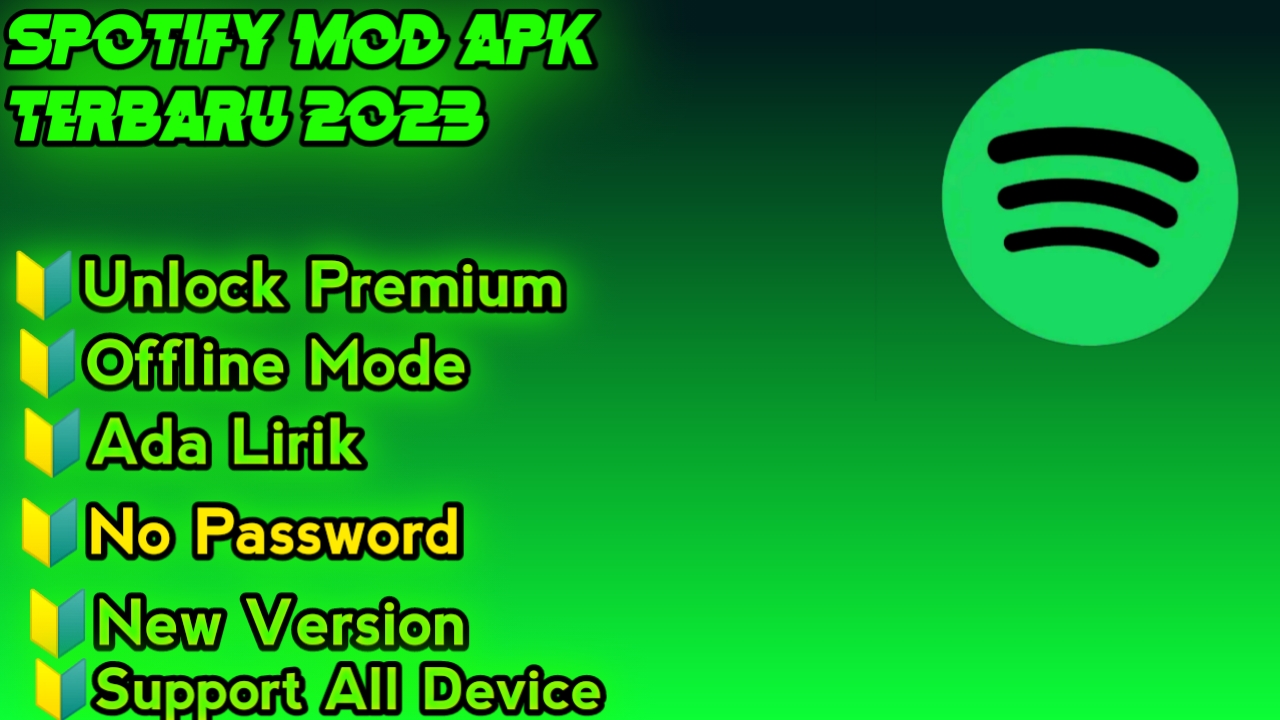 SPOTIFY MOD APK
TERBARU 2023
🔰Unlock Premium
🔰Offline Mode
🔰Ada Lirik
🔰No Password
🔰New Version
🔰Support All Device